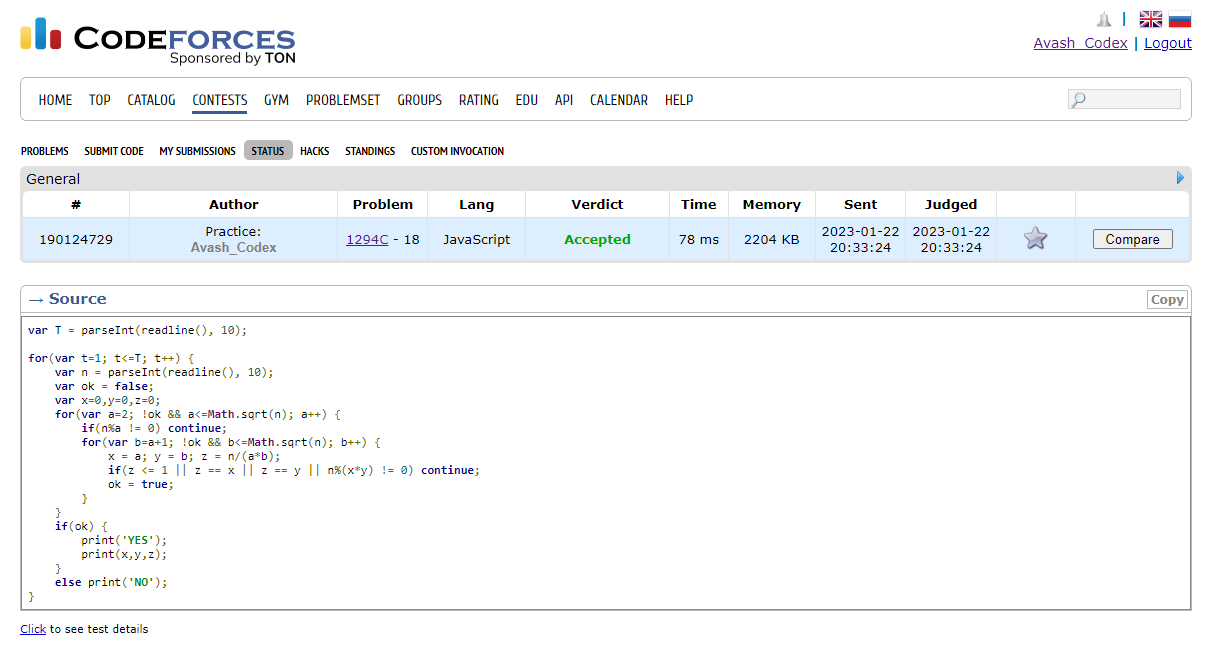 CODEFORCES
Sponsored by TON
Avash_Codex | Logout
HOME TOP CATALOG CONTESTS GYM PROBLEMSET GROUPS RATING EDU API CALENDAR HELP
PROBLEMS SUBMIT CODE MY SUBMISSIONS STATUS HACKS STANDINGS CUSTOM INVOCATION
General
# Author Problem Lang Verdict Time Memory Sent Judged
190124729 Practice: Avash_Codex 1294C - 18 JavaScript Accepted 78 ms 2204 KB 2023-01-22 20:33:24 2023-01-22 20:33:24 Compare
→ Source Copy
var T = parseInt(readline(), 10);
for(var t=1; t<=T; t++) {
    var n = parseInt(readline(), 10);
    var ok = false;
    var x=0,y=0,z=0;
    for(var a=2; !ok && a<=Math.sqrt(n); a++) {
        if(n%a != 0) continue;
        for(var b=a+1; !ok && b<=Math.sqrt(n); b++) {
            x = a; y = b; z = n/(a*b);
            if(z <= 1 || z == x || z == y || n%(x*y) != 0) continue;
            ok = true;
        }
    }
    if(ok) {
        print('YES');
        print(x,y,z);
    }
    else print('NO');
}
Click to see test details